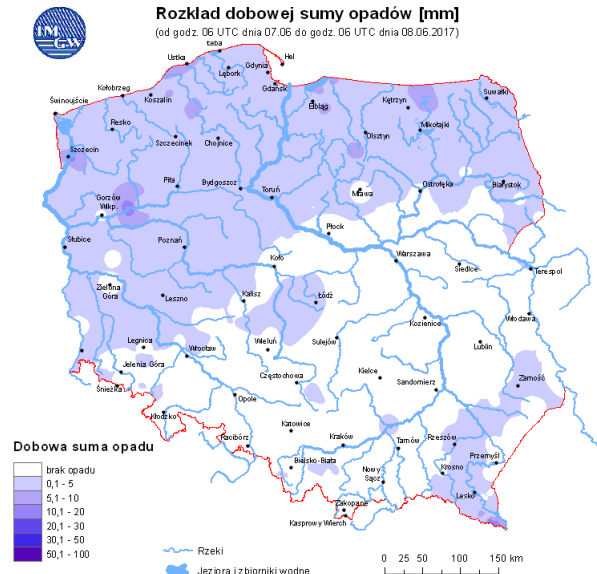 IM
GW
Rozkład dobowej sumy opadów [mm]
(od godz. 06 UTC dnia 07.06 do godz. 06 UTC dnia 08.06.2017)
Łeba
Ustka
Gdynia
Hel
Lębork
Gdańsk
Kołobrzeg
Koszalin
Elbląg
Kętrzyn
Suwałki
Świnoujście
Resko
Szczecinek
Chojnice
Olsztyn
Mikołajki
Szczecin
Piła
Bydgoszcz
Toruń
Mława
Ostrołęka
Białystok
Gorzów
Wlkp.
Płock
Słubice
Poznań
Koło
Warszawa
Siedlce
Terespol
Zielona
Góra
Leszno
Kalisz
Łódź
Kozienice
Włodawa
Legnica
Wrocław
Wieluń
Sulejów
Lublin
Jelenia Góra
Śnieżka
Częstochowa
Kielce
Sandomierz
Zamość
Opole
Kłodzko
Racibórz
Katowice
Kraków
Tarnów
Rzeszów
Przemyśl
Bielsko-Biała
Nowy
Sącz
Krosno
Lesko
Zakopane
Kasprowy Wierch
Dobowa suma opadu
brak opadu
0,1 - 5
5,1 - 10
10,1 - 20
20,1 - 30
30,1 - 50
50,1 - 100
Rzeki
Jeziora i zbiorniki wodne
0 25 50 100 150 km